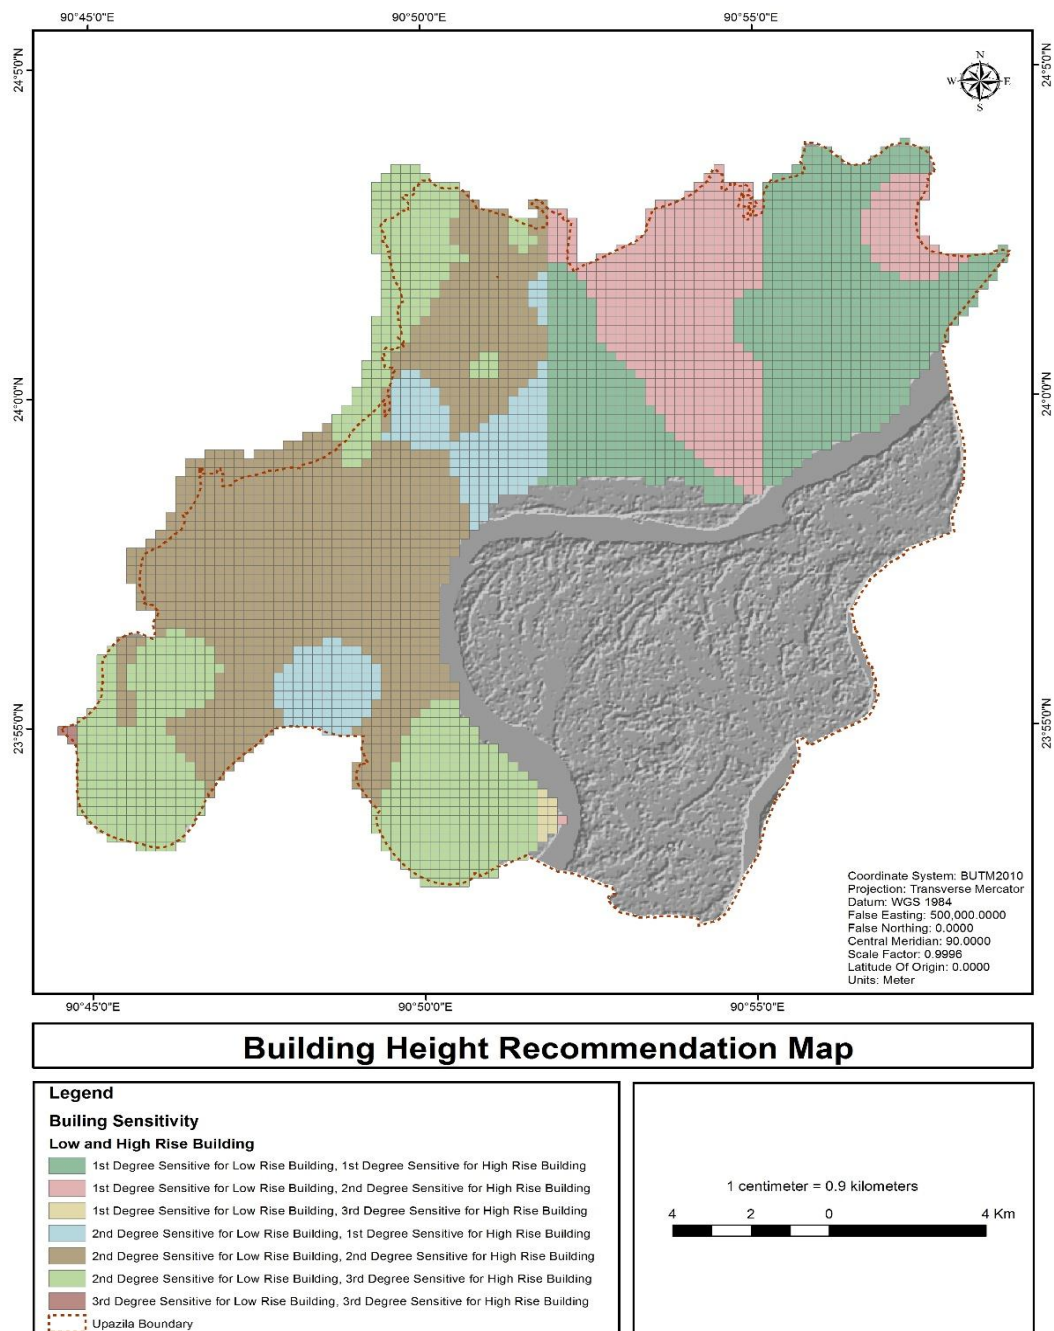 90°45'0"E 90°50'0"E 90°55'0"E
24°5'0"N 24°5'0"N
N
W E
S
24°0'0"N 24°0'0"N
23°55'0"N 23°55'0"N
Coordinate System: BUTM2010
Projection: Transverse Mercator
Datum: WGS 1984
False Easting: 500,000.0000
False Northing: 0.0000
Central Meridian: 90.0000
Scale Factor: 0.9996
Latitude Of Origin: 0.0000
Units: Meter
90°45'0"E 90°50'0"E 90°55'0"E
Building Height Recommendation Map
Legend
Builing Sensitivity
Low and High Rise Building
1st Degree Sensitive for Low Rise Building, 1st Degree Sensitive for High Rise Building
1st Degree Sensitive for Low Rise Building, 2nd Degree Sensitive for High Rise Building
1st Degree Sensitive for Low Rise Building, 3rd Degree Sensitive for High Rise Building
2nd Degree Sensitive for Low Rise Building, 1st Degree Sensitive for High Rise Building
2nd Degree Sensitive for Low Rise Building, 2nd Degree Sensitive for High Rise Building
2nd Degree Sensitive for Low Rise Building, 3rd Degree Sensitive for High Rise Building
3rd Degree Sensitive for Low Rise Building, 3rd Degree Sensitive for High Rise Building
Upazila Boundary
1 centimeter = 0.9 kilometers
4 2 0 4 Km